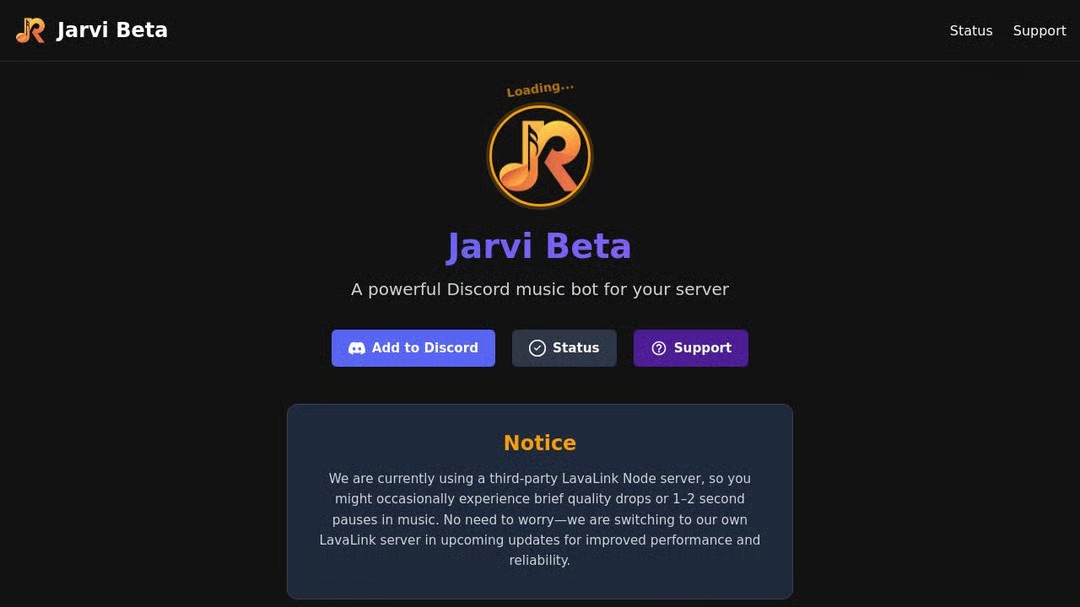 Jarvi Beta
Status
Support
Loading...
Jarvi Beta
A powerful Discord music bot for your server
Add to Discord
Status
Support
Notice
We are currently using a third-party LavaLink Node server, so you
might occasionally experience brief quality drops or 1–2 second
pauses in music. No need to worry—we are switching to our own
LavaLink server in upcoming updates for improved performance and
reliability.